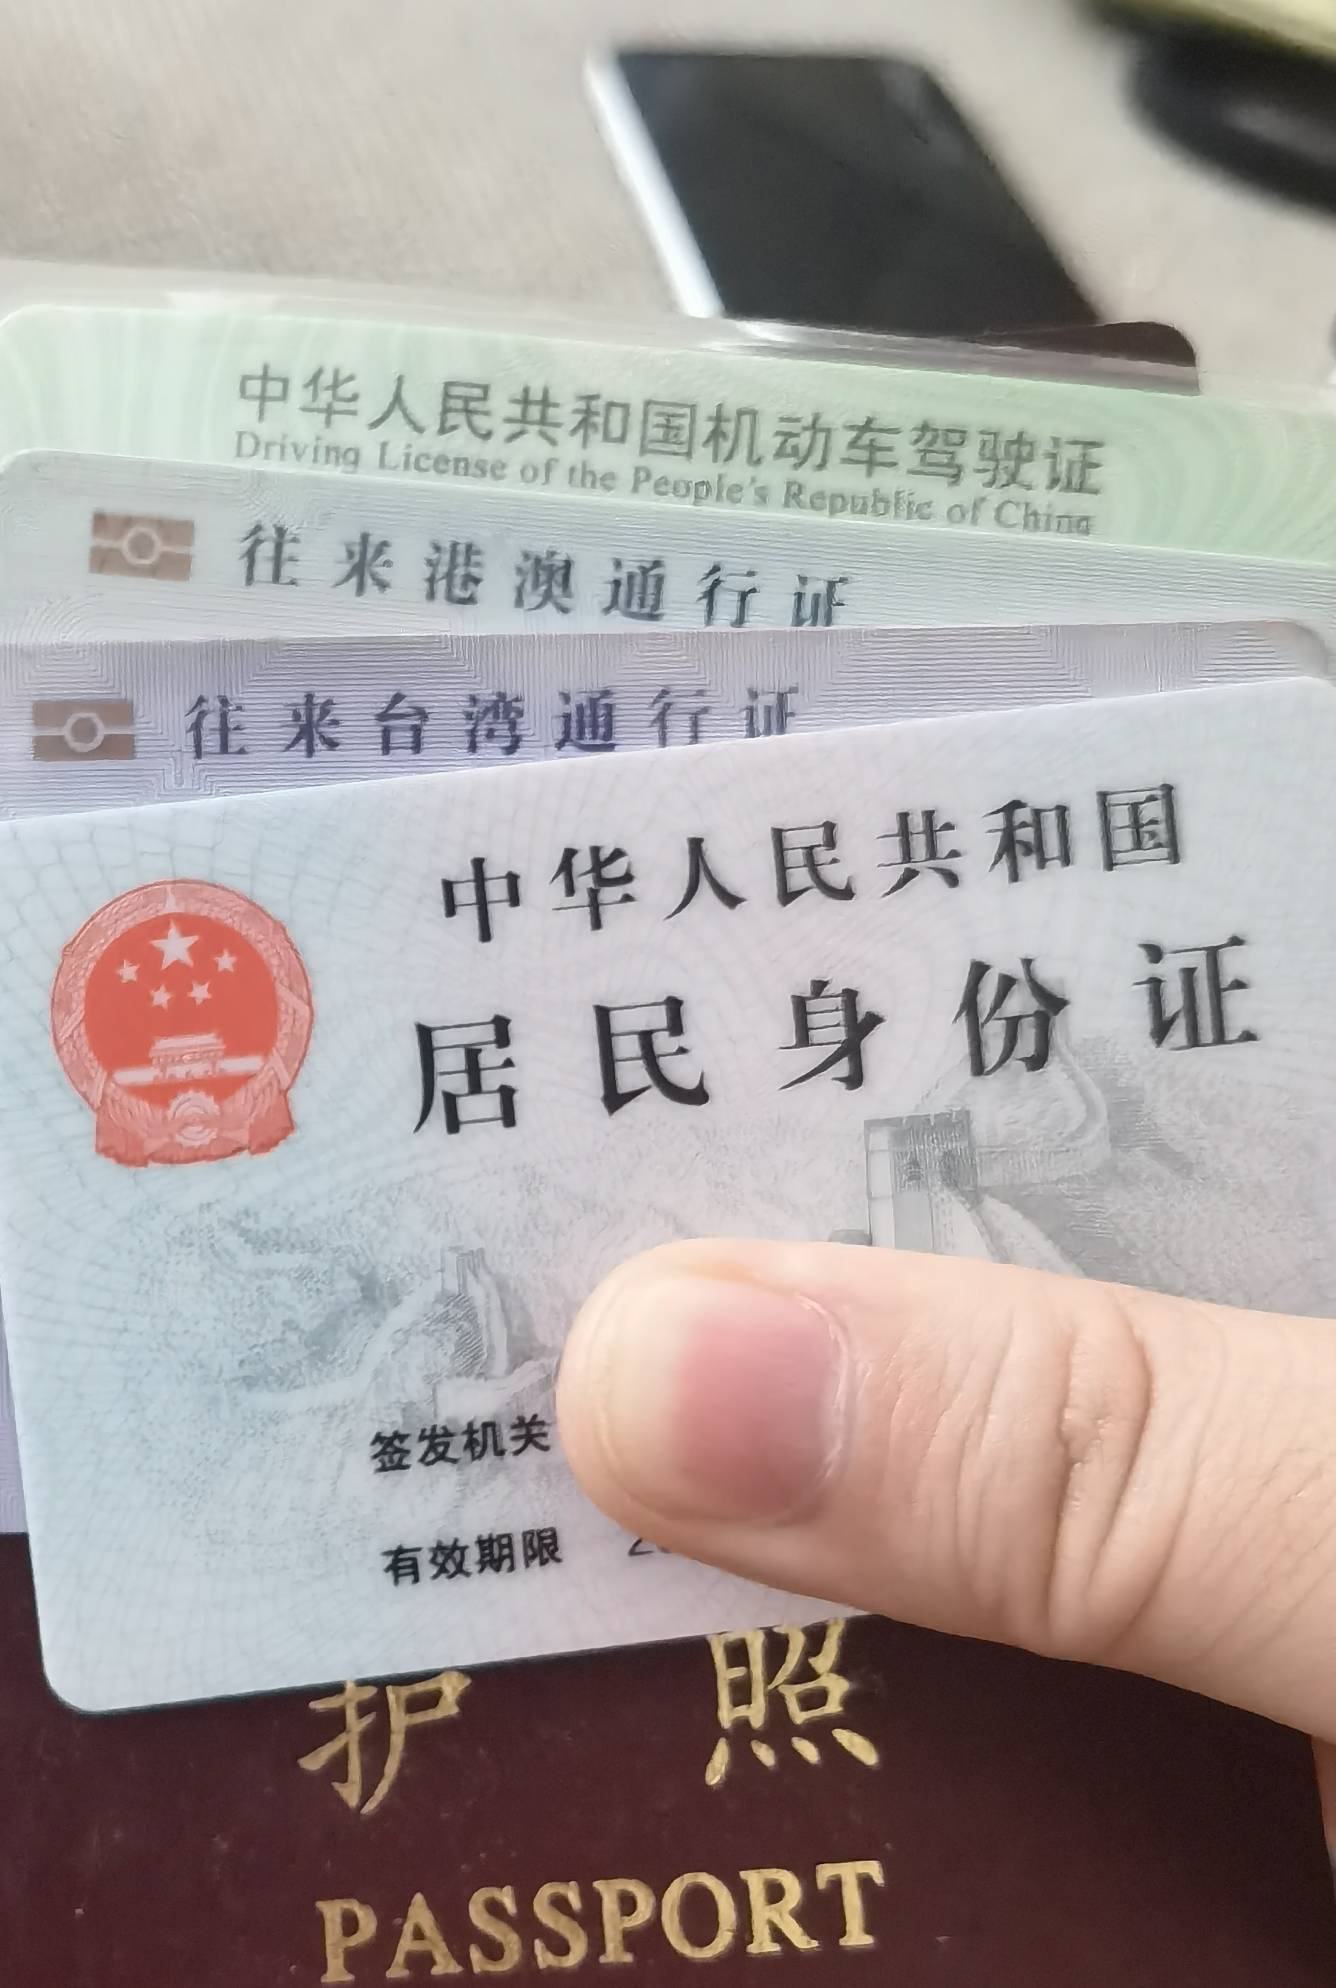 中华人民共和国机动车驾驶证
Driving License of the People's Republic of China
往来港澳通行证
往来台湾通行证
中华人民共和国
居民身份证
签发机关
有效期限
护照
PASSPORT